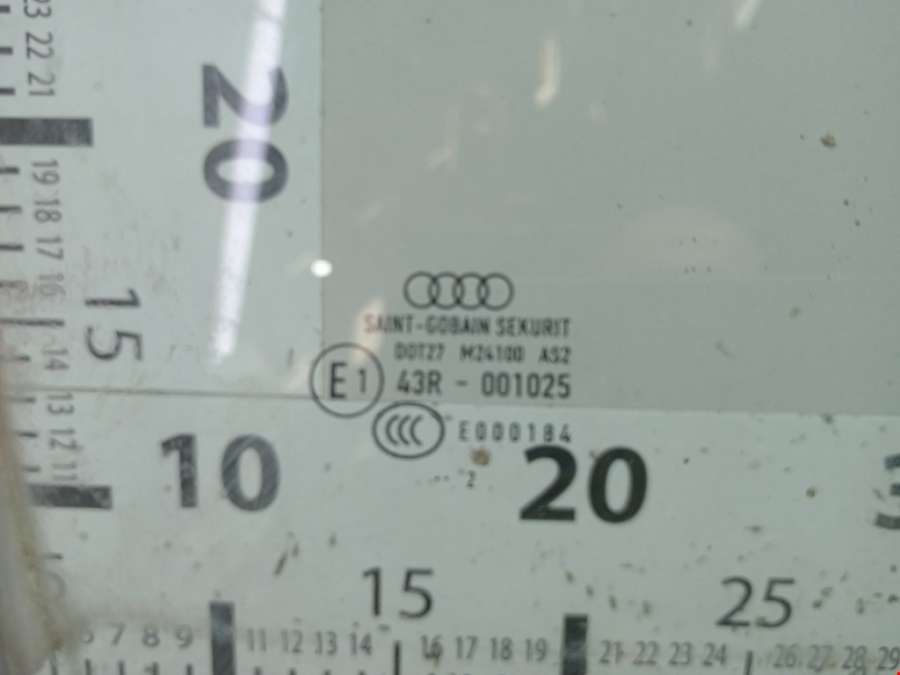 23 22 21
20
19 18 17 16
15
14
13 12 11
SAINT-GOBAIN SEKURIT
DOT27 M24100 AS2
E1 43R - 001025
CCC E000184
2
10 20
15 25
7 8 9 11 12 13 14 16 17 18 19 21 22 23 24 26 27 28 29